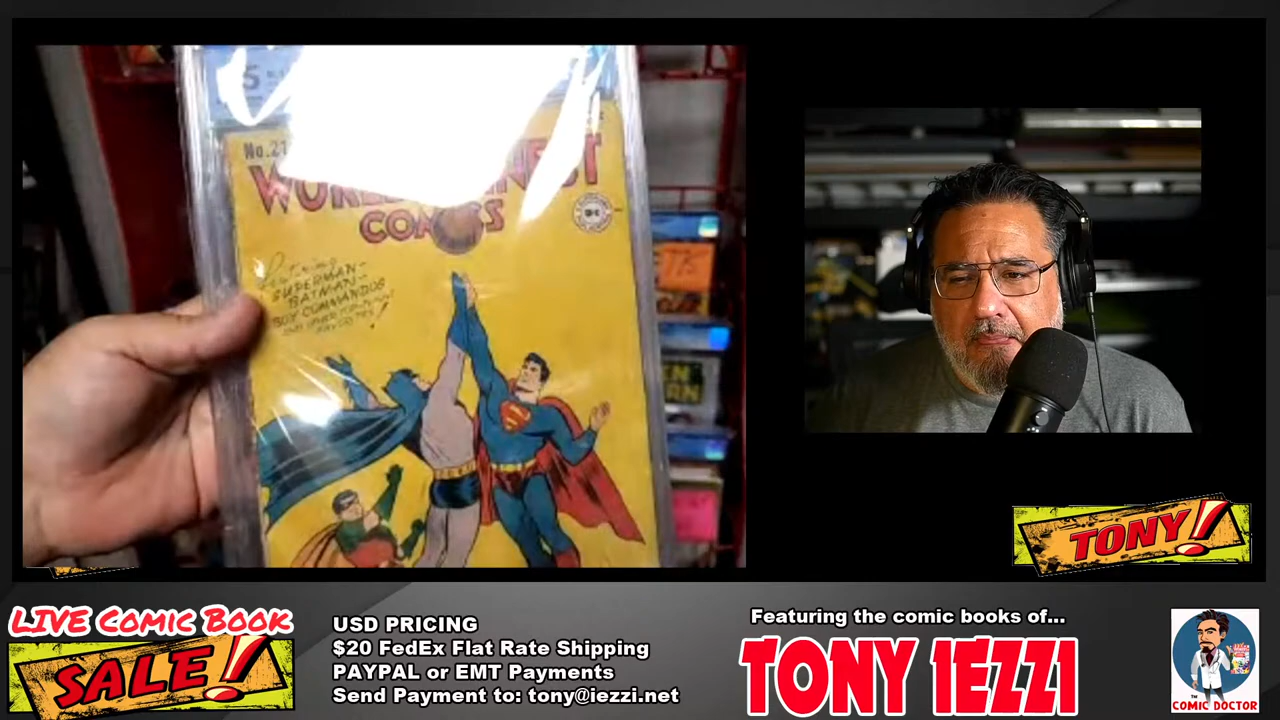 No. 21
WORLD'S FINEST
COMICS
Featuring
SUPERMAN-
BATMAN-
BOY COMMANDOS
775
TONY!
LIVE COMIC BOOK
SALE!
USD PRICING
$20 FedEx Flat Rate Shipping
PAYPAL or EMT Payments
Send Payment to: tony@iezzi.net
Featuring the comic books of...
TONY IEZZI
THE
COMIC DOCTOR